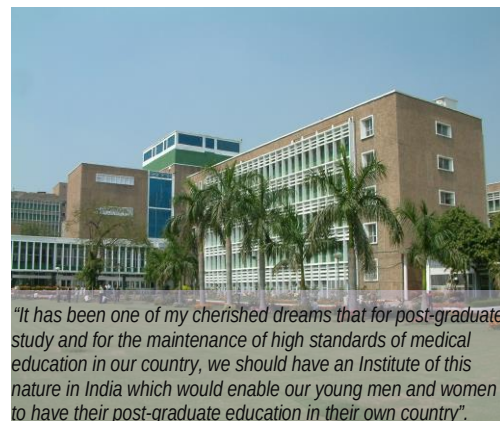 “It has been one of my cherished dreams that for post-graduate
study and for the maintenance of high standards of medical
education in our country, we should have an Institute of this
nature in India which would enable our young men and women
to have their post-graduate education in their own country”.